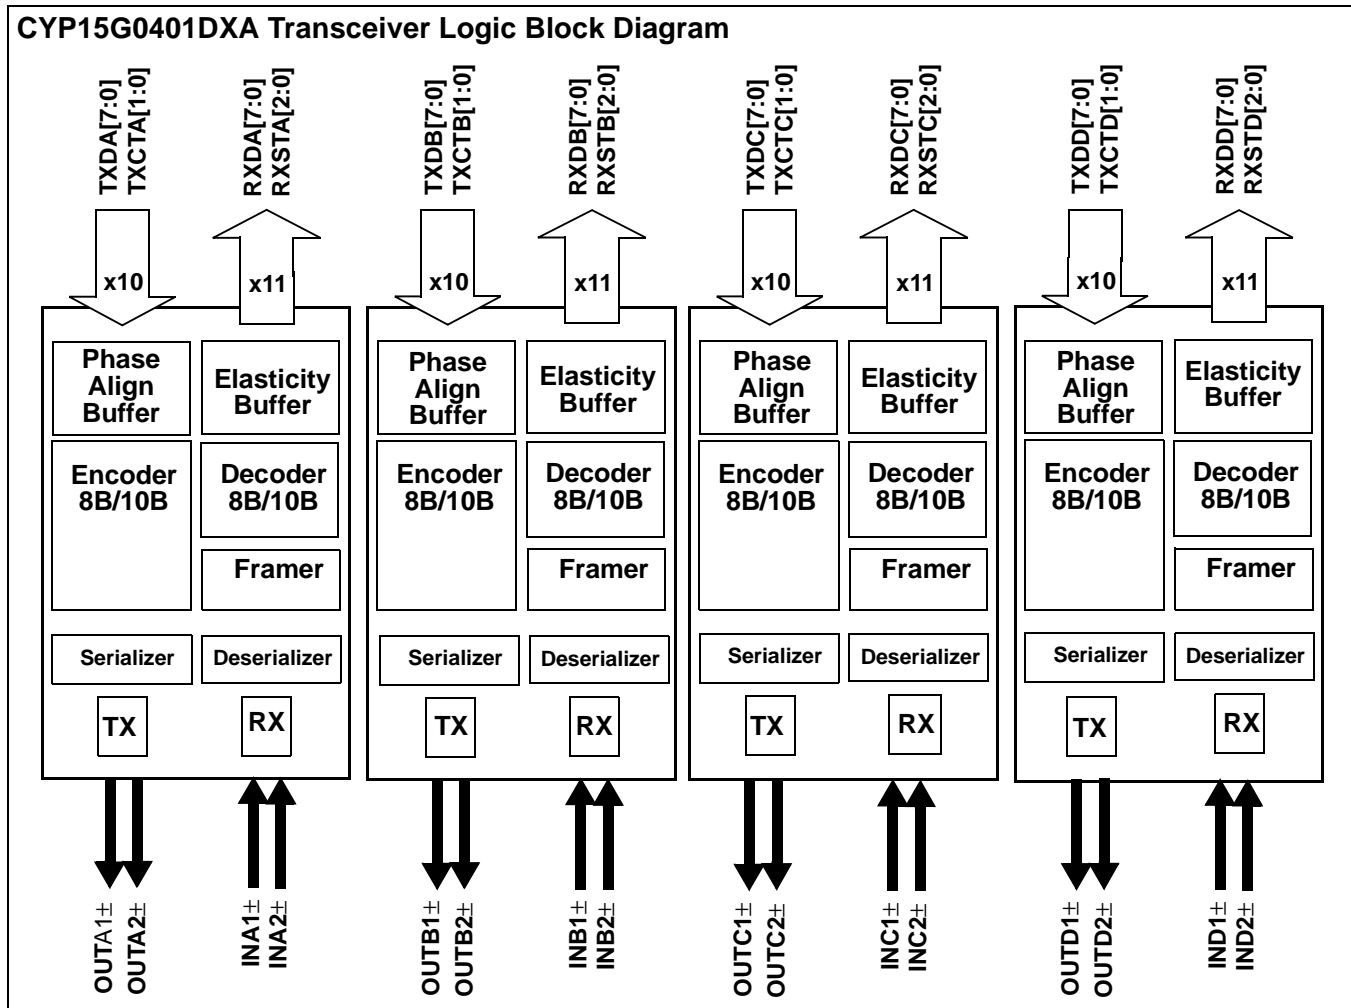 CYP15G0401DXA Transceiver Logic Block Diagram
TXDA[7:0]
TXCTA[1:0]
RXDA[7:0]
RXSTA[2:0]
TXDB[7:0]
TXCTB[1:0]
RXDB[7:0]
RXSTB[2:0]
TXDC[7:0]
TXCTC[1:0]
RXDC[7:0]
RXSTC[2:0]
TXDD[7:0]
TXCTD[1:0]
RXDD[7:0]
RXSTD[2:0]
x10
x11
x10
x11
x10
x11
x10
x11
Phase
Align
Buffer
Elasticity
Buffer
Phase
Align
Buffer
Elasticity
Buffer
Phase
Align
Buffer
Elasticity
Buffer
Phase
Align
Buffer
Elasticity
Buffer
Encoder
8B/10B
Decoder
8B/10B
Encoder
8B/10B
Decoder
8B/10B
Encoder
8B/10B
Decoder
8B/10B
Encoder
8B/10B
Decoder
8B/10B
Framer
Framer
Framer
Framer
Serializer
Deserializer
Serializer
Deserializer
Serializer
Deserializer
Serializer
Deserializer
TX
RX
TX
RX
TX
RX
TX
RX
OUTA1±
OUTA2±
INA1±
INA2±
OUTB1±
OUTB2±
INB1±
INB2±
OUTC1±
OUTC2±
INC1±
INC2±
OUTD1±
OUTD2±
IND1±
IND2±